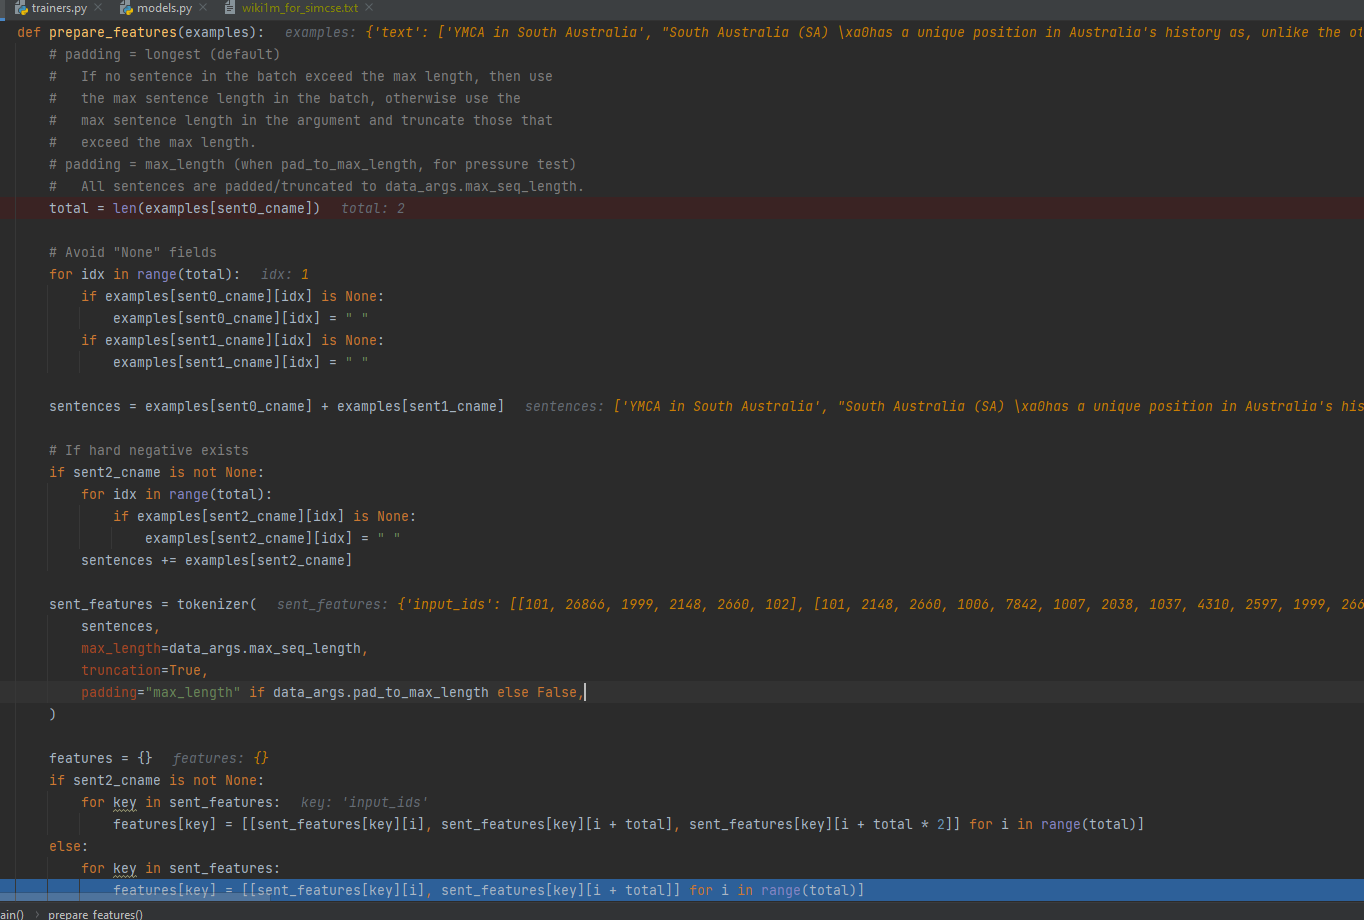 trainers.py models.py wiki1m_for_simcse.txt
def prepare_features(examples): examples: {'text': ['YMCA in South Australia', "South Australia (SA) \xa0has a unique position in Australia's history as, unlike the ot
# padding = longest (default)
#   If no sentence in the batch exceed the max length, then use
#   the max sentence length in the batch, otherwise use the
#   max sentence length in the argument and truncate those that
#   exceed the max length.
# padding = max_length (when pad_to_max_length, for pressure test)
#   All sentences are padded/truncated to data_args.max_seq_length.
total = len(examples[sent0_cname]) total: 2
# Avoid "None" fields
for idx in range(total): idx: 1
if examples[sent0_cname][idx] is None:
examples[sent0_cname][idx] = " "
if examples[sent1_cname][idx] is None:
examples[sent1_cname][idx] = " "
sentences = examples[sent0_cname] + examples[sent1_cname] sentences: ['YMCA in South Australia', "South Australia (SA) \xa0has a unique position in Australia's his
# If hard negative exists
if sent2_cname is not None:
for idx in range(total):
if examples[sent2_cname][idx] is None:
examples[sent2_cname][idx] = " "
sentences += examples[sent2_cname]
sent_features = tokenizer( sent_features: {'input_ids': [[101, 26866, 1999, 2148, 2660, 102], [101, 2148, 2660, 1006, 7842, 1007, 2038, 1037, 4310, 2597, 1999, 266
sentences,
max_length=data_args.max_seq_length,
truncation=True,
padding="max_length" if data_args.pad_to_max_length else False,
)
features = {} features: {}
if sent2_cname is not None:
for key in sent_features: key: 'input_ids'
features[key] = [[sent_features[key][i], sent_features[key][i + total], sent_features[key][i + total * 2]] for i in range(total)]
else:
for key in sent_features:
features[key] = [[sent_features[key][i], sent_features[key][i + total]] for i in range(total)]
ain() › prepare_features()